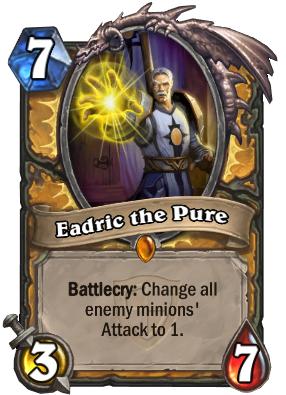 7
Eadric the Pure
Battlecry: Change all
enemy minions'
Attack to 1.
3
7